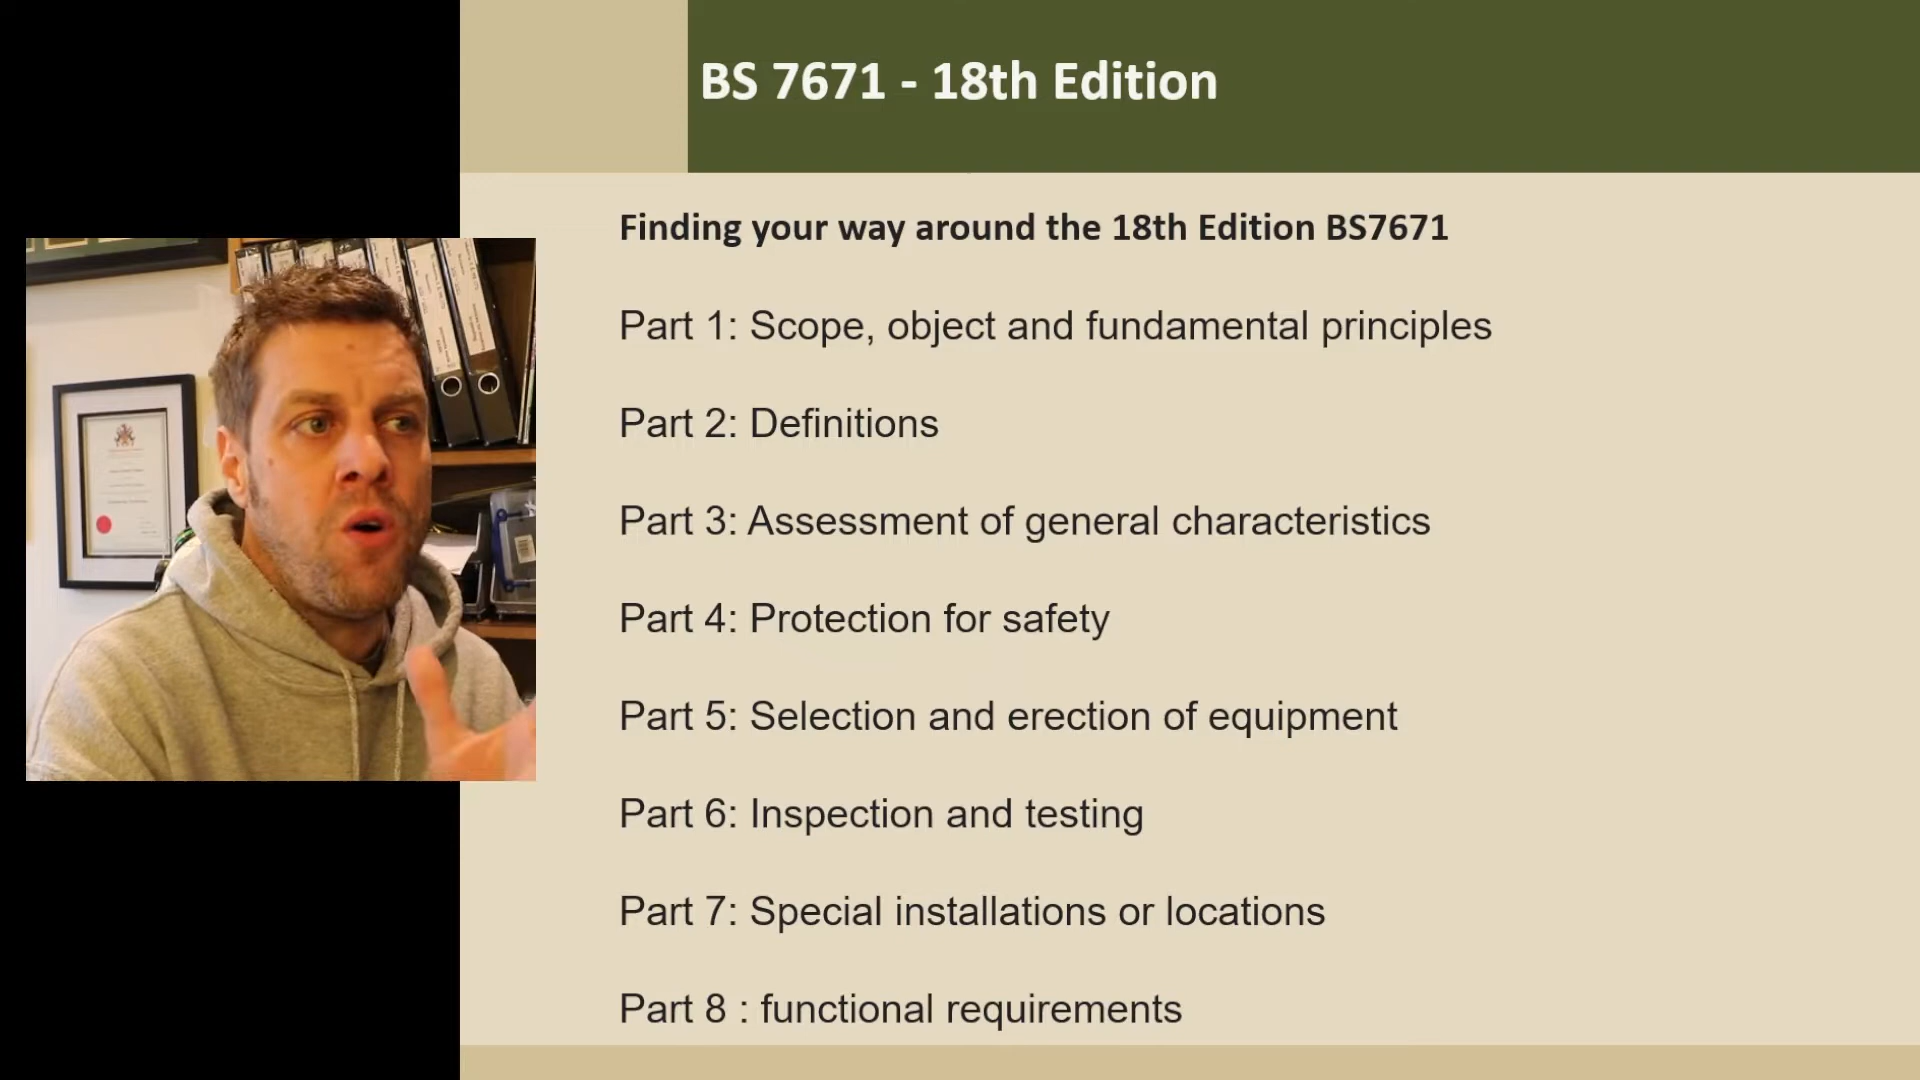 BS 7671 - 18th Edition
Finding your way around the 18th Edition BS7671
Part 1: Scope, object and fundamental principles
Part 2: Definitions
Part 3: Assessment of general characteristics
Part 4: Protection for safety
Part 5: Selection and erection of equipment
Part 6: Inspection and testing
Part 7: Special installations or locations
Part 8 : functional requirements